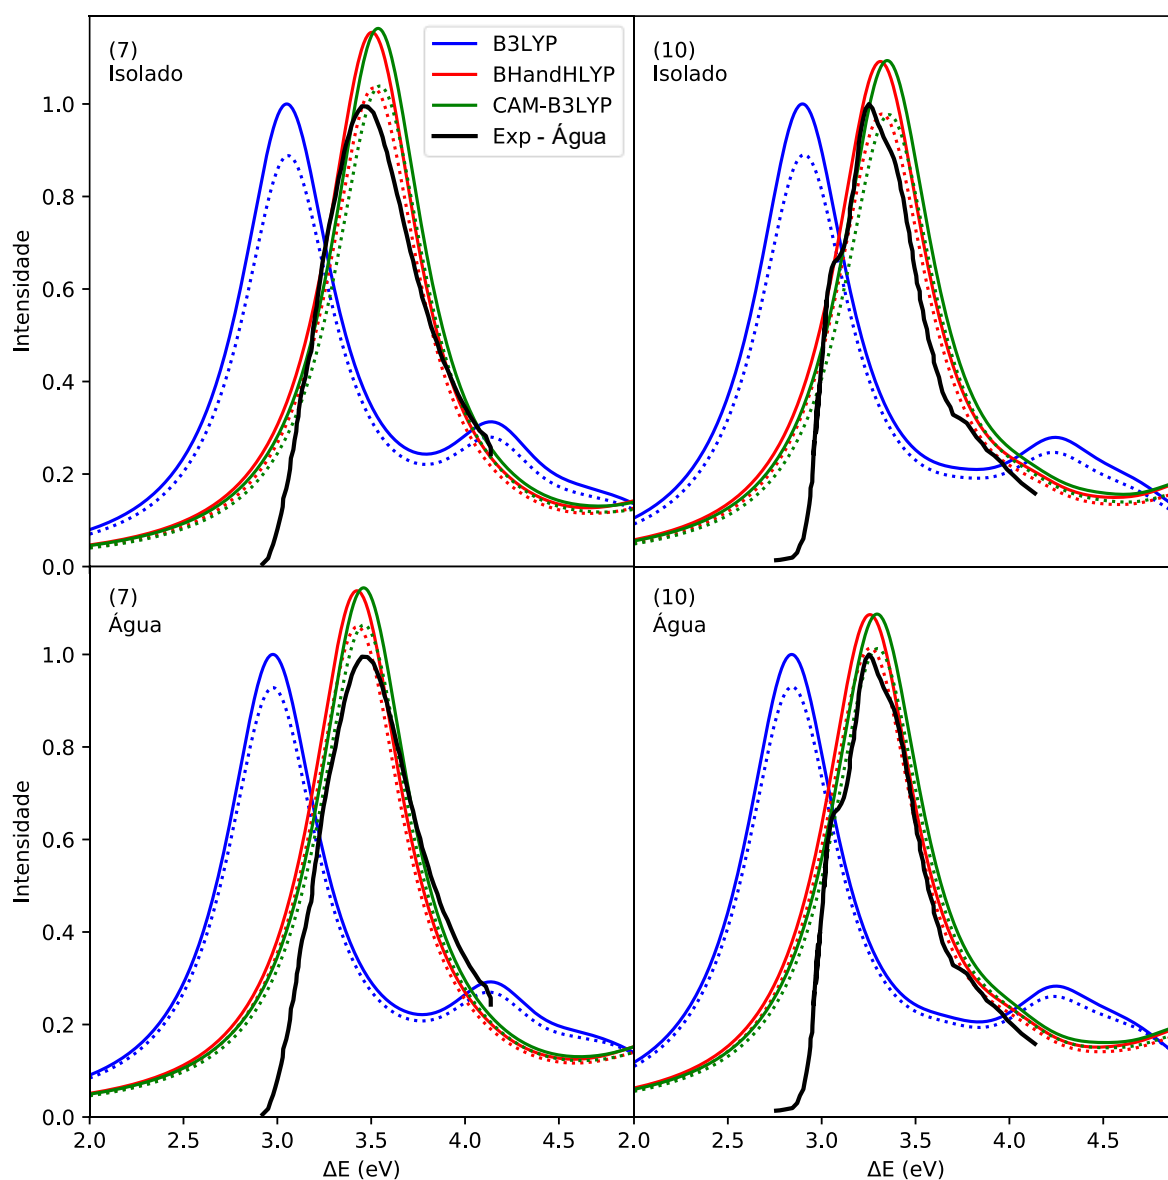 (7)
Isolado
B3LYP
BHandHLYP
CAM-B3LYP
Exp - Água
(10)
Isolado
Intensidade
1.0
0.8
0.6
0.4
0.2
0.0
(7)
Água
(10)
Água
Intensidade
1.0
0.8
0.6
0.4
0.2
0.0
2.0 2.5 3.0 3.5 4.0 4.5 2.0 2.5 3.0 3.5 4.0 4.5
ΔE (eV) ΔE (eV)